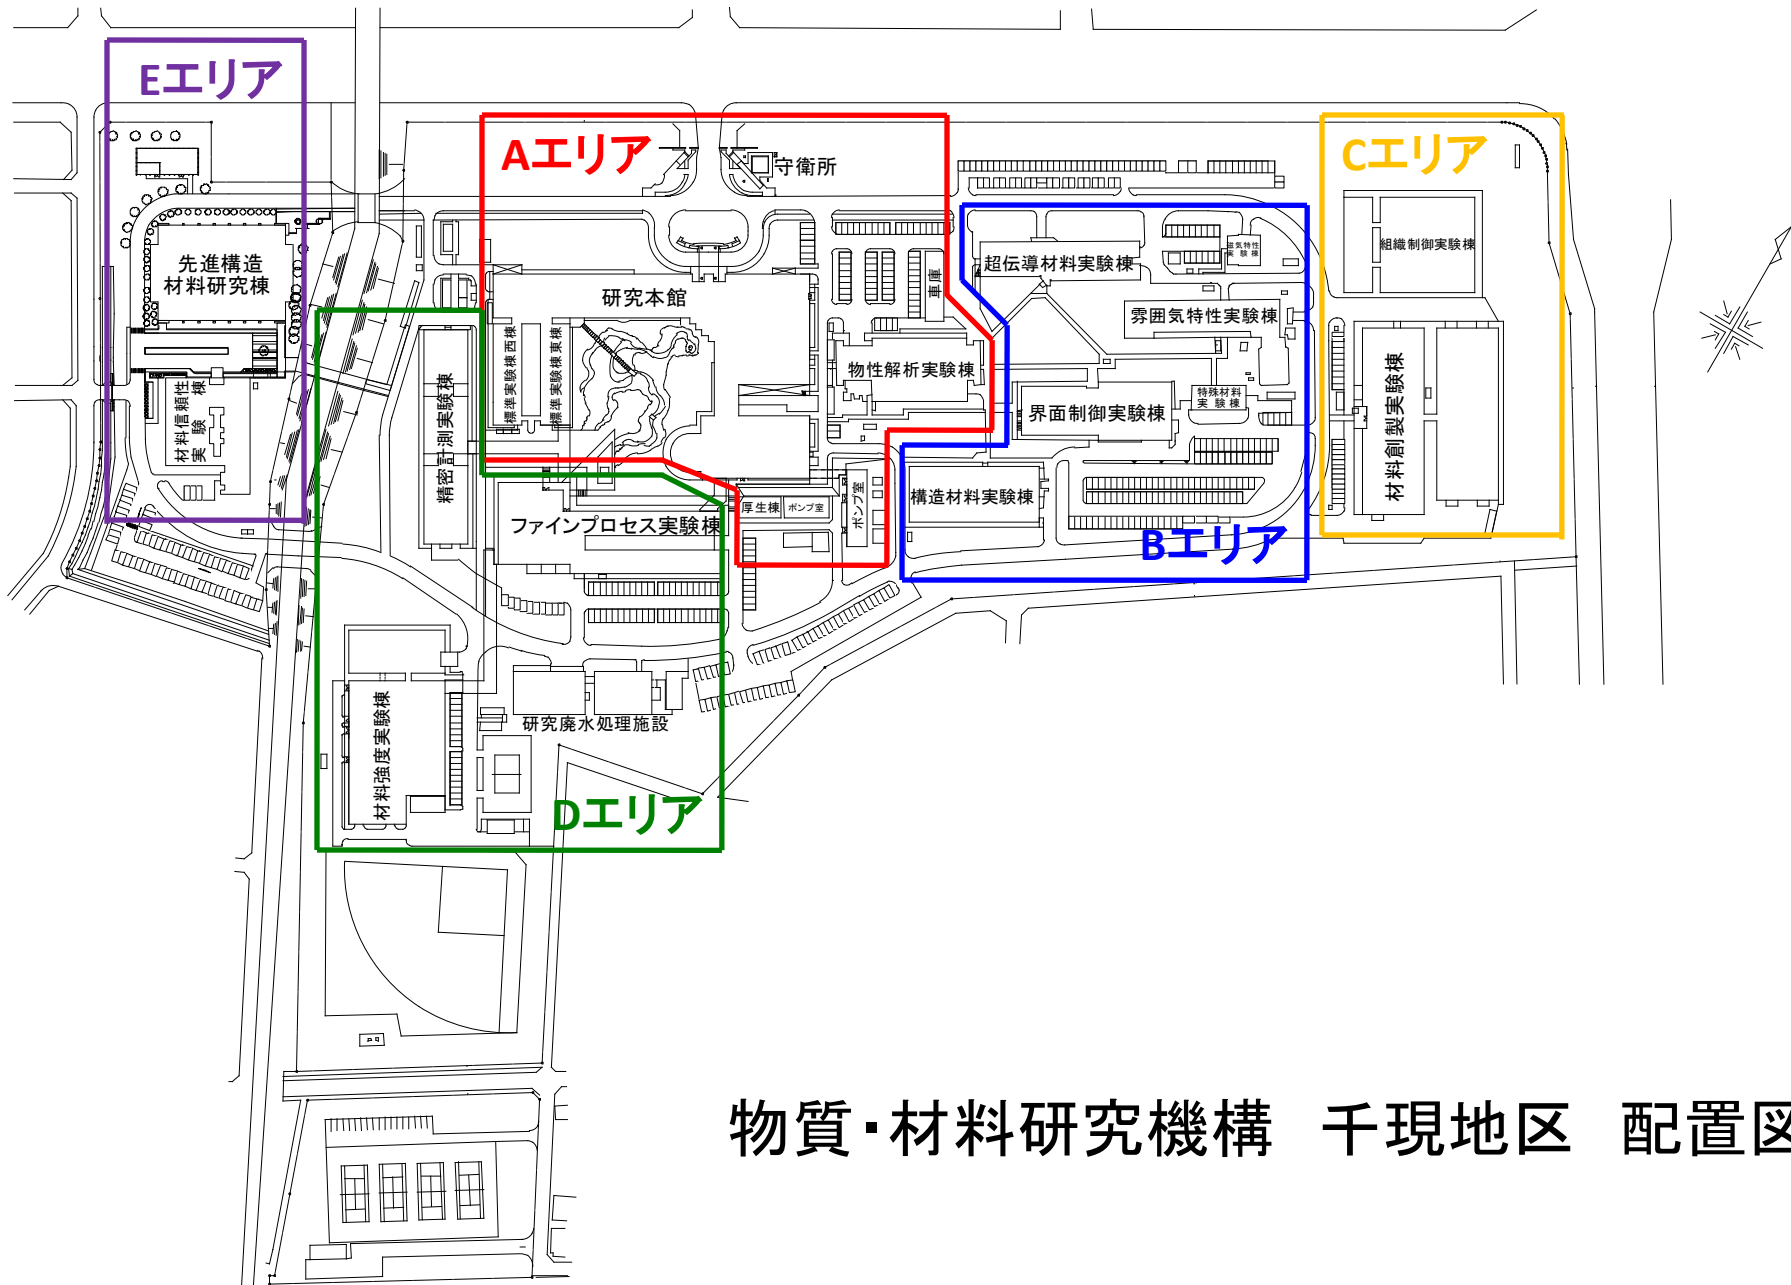 Eエリア
Aエリア
守衛所
Cエリア
組織制御実験棟
先進構造
材料研究棟
超伝導材料実験棟
磁気特性
実験棟
研究本館
車庫
雰囲気特性実験棟
標準実験棟西棟
標準実験棟東棟
物性解析実験棟
材料信頼性
実験棟
精密計測実験棟
界面制御実験棟
特殊材料
実験棟
材料創製実験棟
構造材料実験棟
厚生棟
ポンプ室
ポンプ室
ファインプロセス実験棟
Bエリア
材料強度実験棟
研究廃水処理施設
Dエリア
物質・材料研究機構 千現地区 配置図